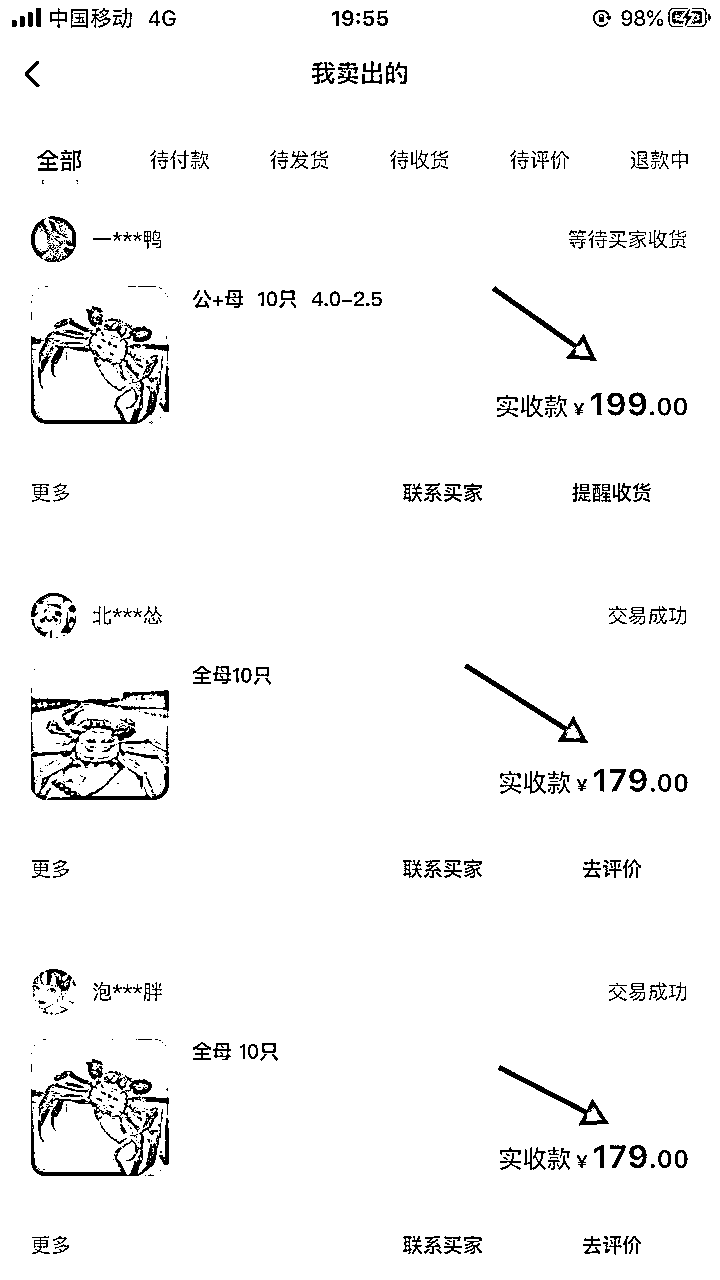 中国移动 4G 19:55 98%
我卖出的
全部 待付款 待发货 待收货 待评价 退款中
一***鸭 等待买家收货
公+母 10只 4.0-2.5
实收款 ¥199.00
更多 联系买家 提醒收货
北***怂 交易成功
全母10只
实收款 ¥179.00
更多 联系买家 去评价
泡***胖 交易成功
全母 10只
实收款 ¥179.00
更多 联系买家 去评价